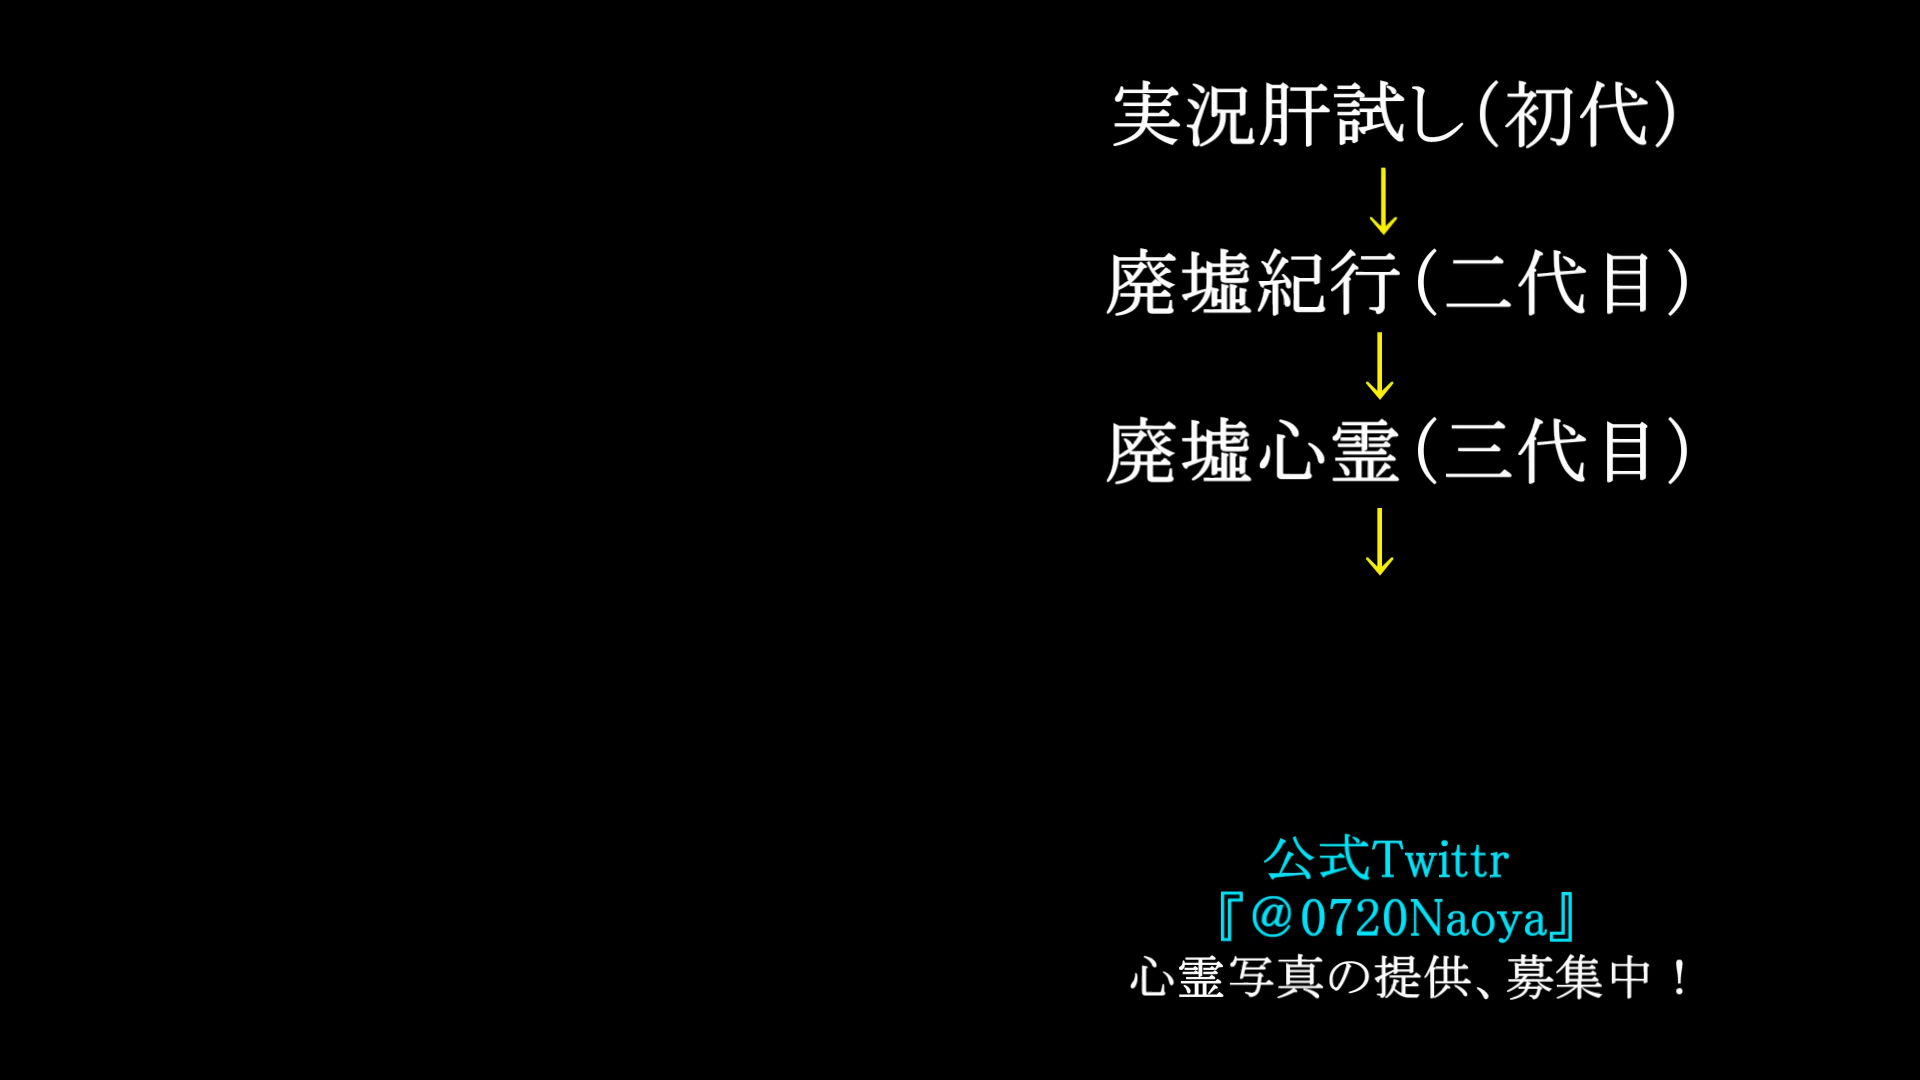 実況肝試し(初代)
↓
廃墟紀行(二代目)
↓
廃墟心霊(三代目)
↓
公式Twittr
『@0720Naoya』
心霊写真の提供、募集中！